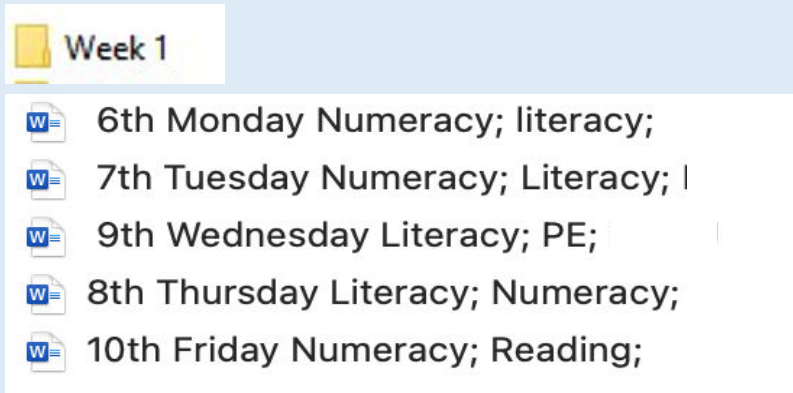 Week 1
6th Monday Numeracy; literacy;
7th Tuesday Numeracy; Literacy;
9th Wednesday Literacy; PE;
8th Thursday Literacy; Numeracy;
10th Friday Numeracy; Reading;